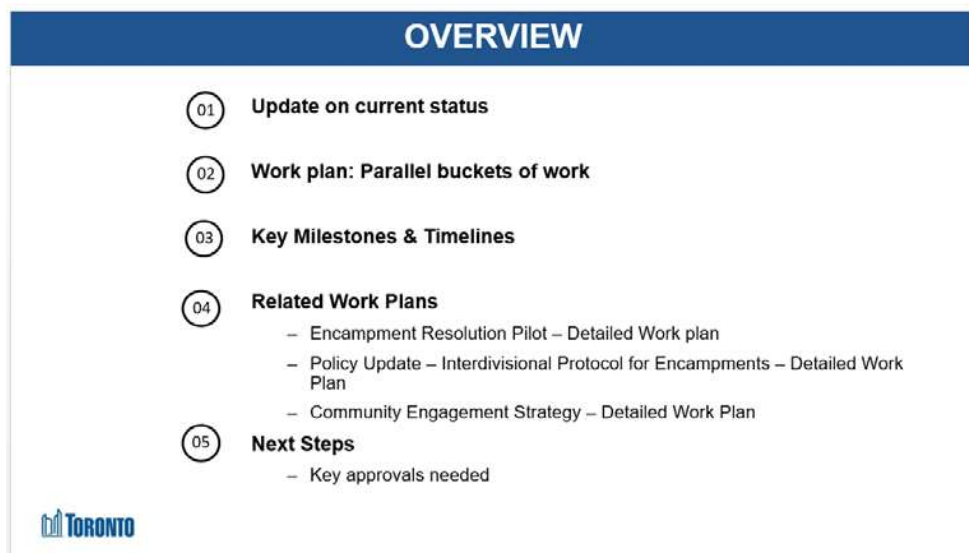 OVERVIEW
01 Update on current status
02 Work plan: Parallel buckets of work
03 Key Milestones & Timelines
04 Related Work Plans
– Encampment Resolution Pilot – Detailed Work plan
– Policy Update – Interdivisional Protocol for Encampments – Detailed Work
Plan
– Community Engagement Strategy – Detailed Work Plan
05 Next Steps
– Key approvals needed
TORONTO